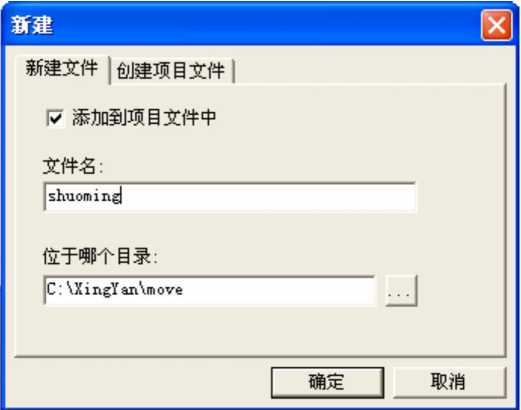 新建
新建文件 创建项目文件
添加到项目文件中
文件名:
shuoming
位于哪个目录:
C:\XingYan\move
...
确定 取消